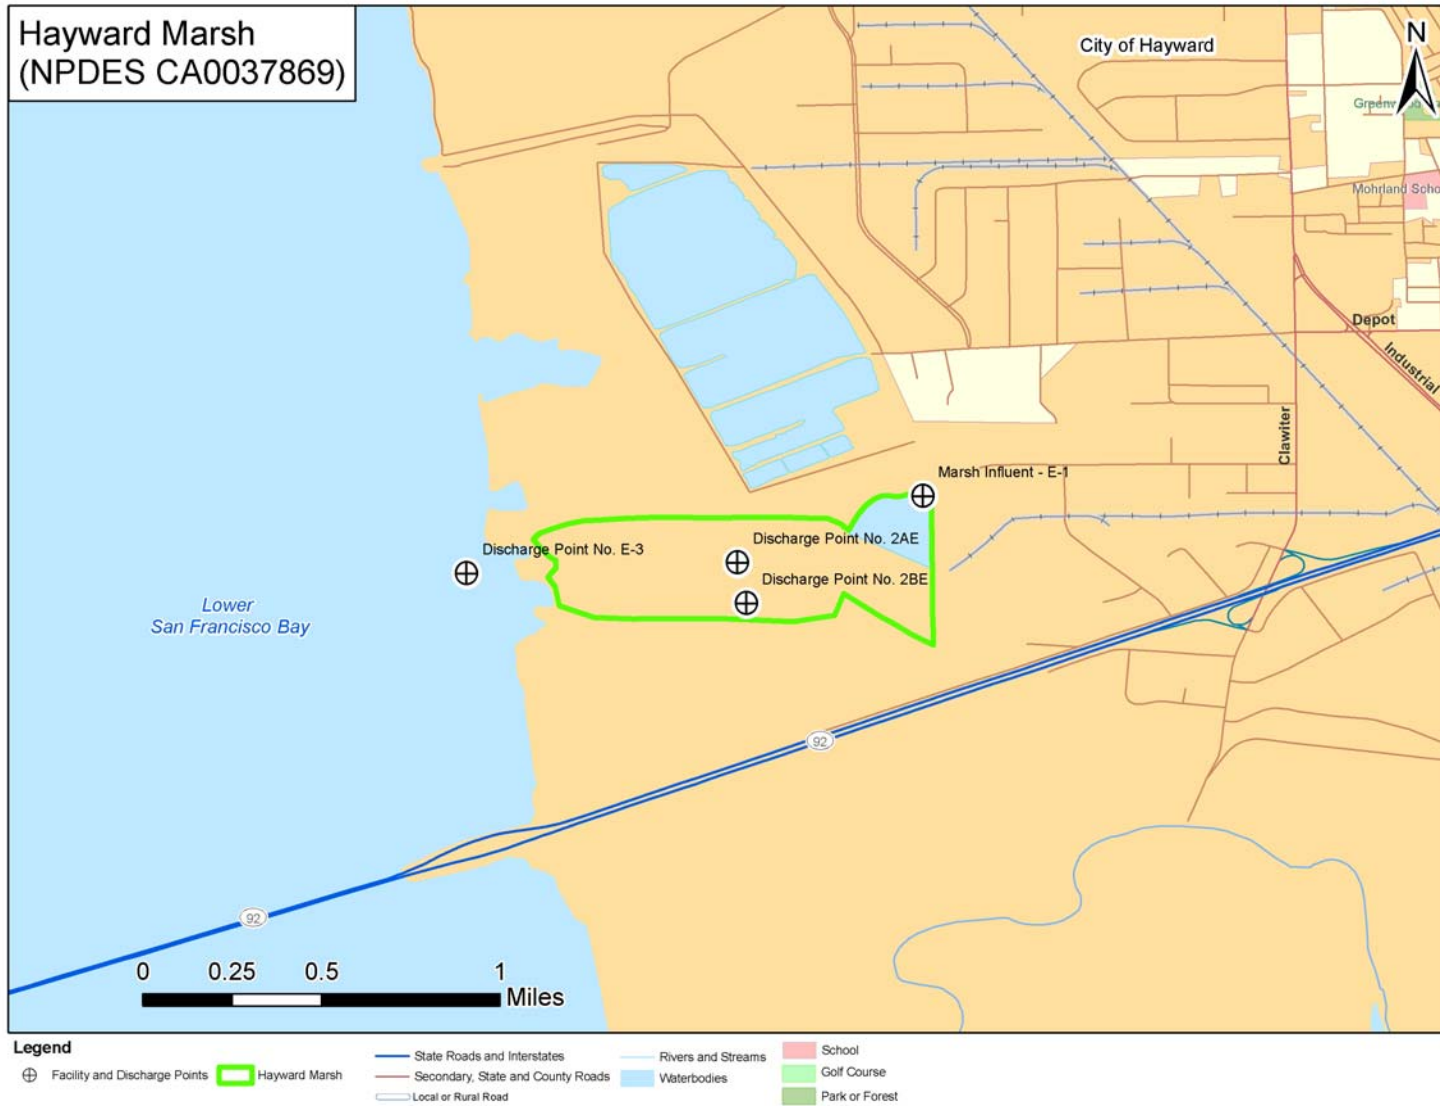 Hayward Marsh
(NPDES CA0037869)
City of Hayward
N
Mohrland Scho
Depot
Industrial
Clawiter
Marsh Influent - E-1
Discharge Point No. 2AE
Discharge Point No. E-3
Discharge Point No. 2BE
Lower
San Francisco Bay
92
92
0 0.25 0.5 1
Miles
Legend
Facility and Discharge Points
Hayward Marsh
State Roads and Interstates
Secondary, State and County Roads
Local or Rural Road
Rivers and Streams
Waterbodies
School
Golf Course
Park or Forest